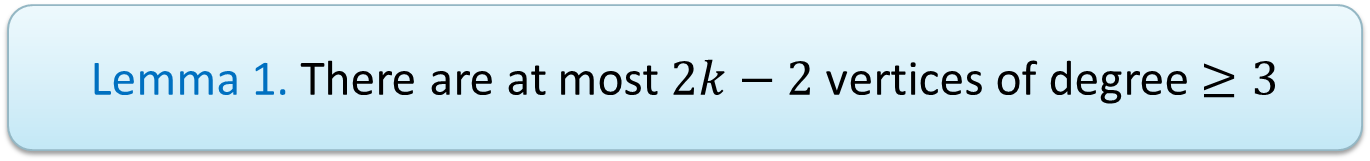 Lemma 1. There are at most 2k − 2 vertices of degree ≥ 3